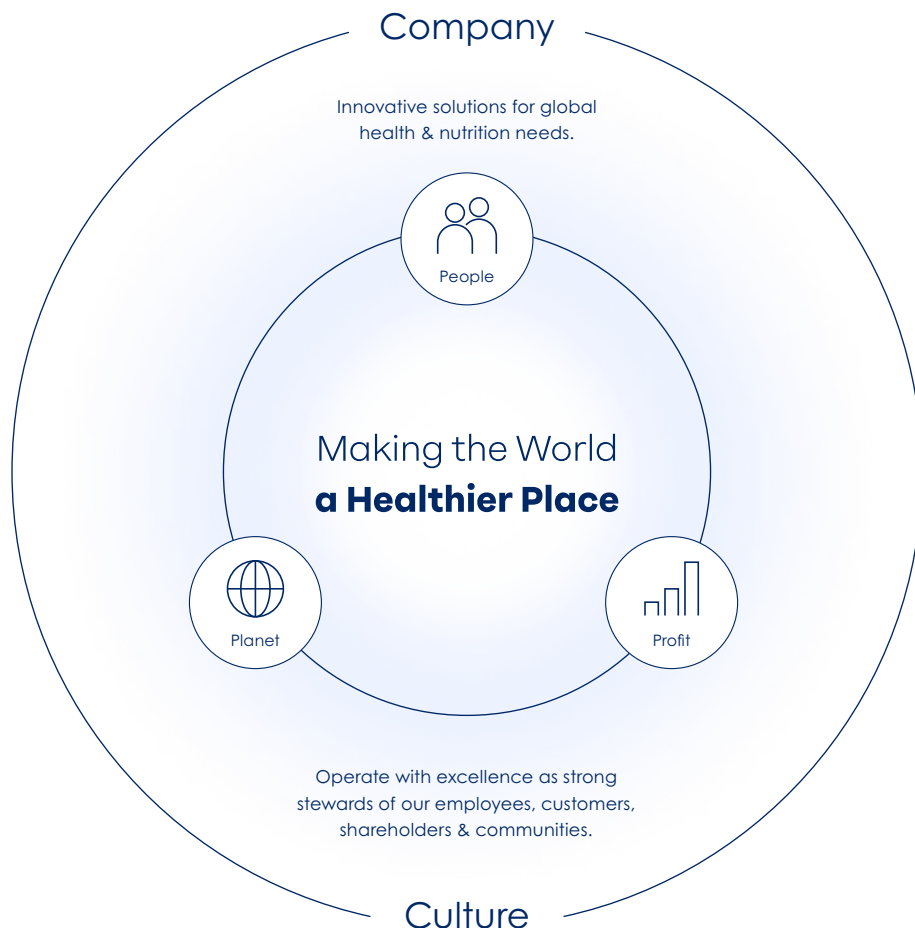 Company
Innovative solutions for global
health & nutrition needs.
People
Making the World
a Healthier Place
Planet
Profit
Operate with excellence as strong
stewards of our employees, customers,
shareholders & communities.
Culture